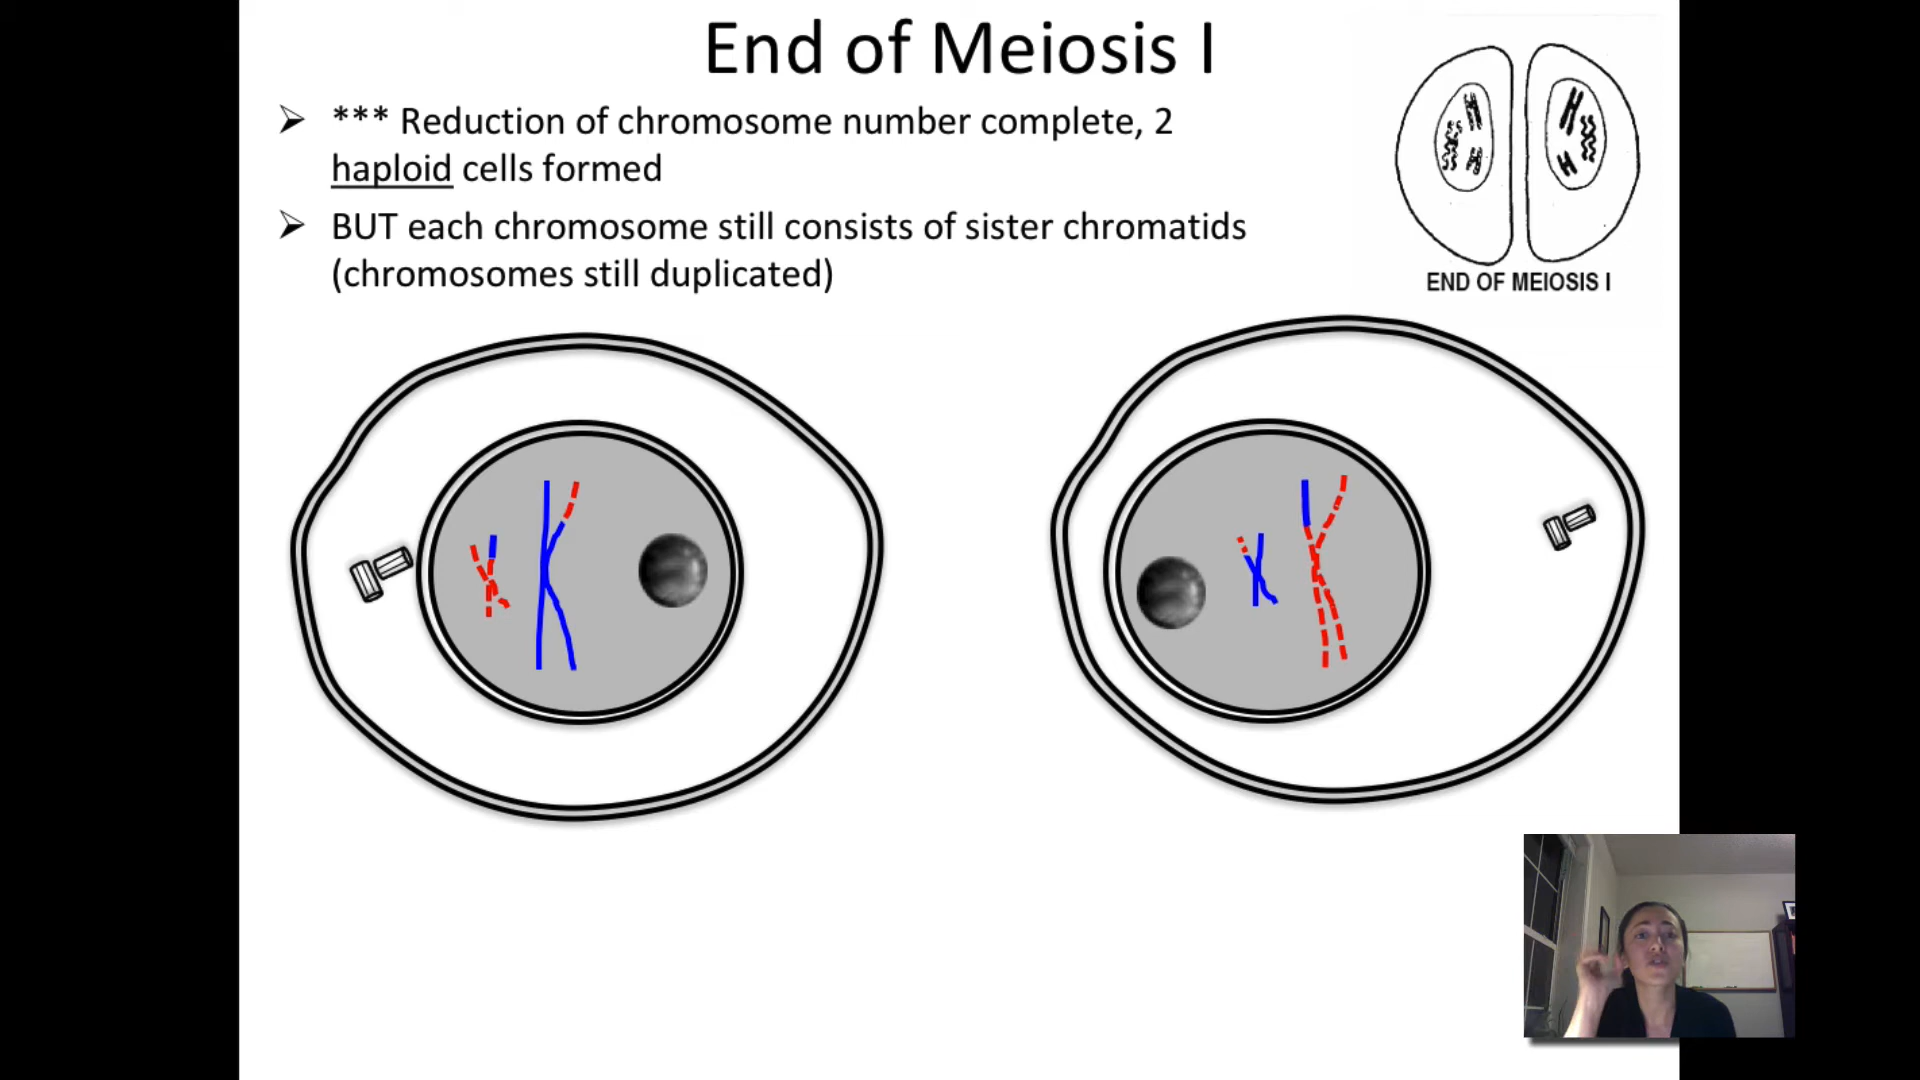 End of Meiosis I
➢ *** Reduction of chromosome number complete, 2
haploid cells formed
➢ BUT each chromosome still consists of sister chromatids
(chromosomes still duplicated)
END OF MEIOSIS I